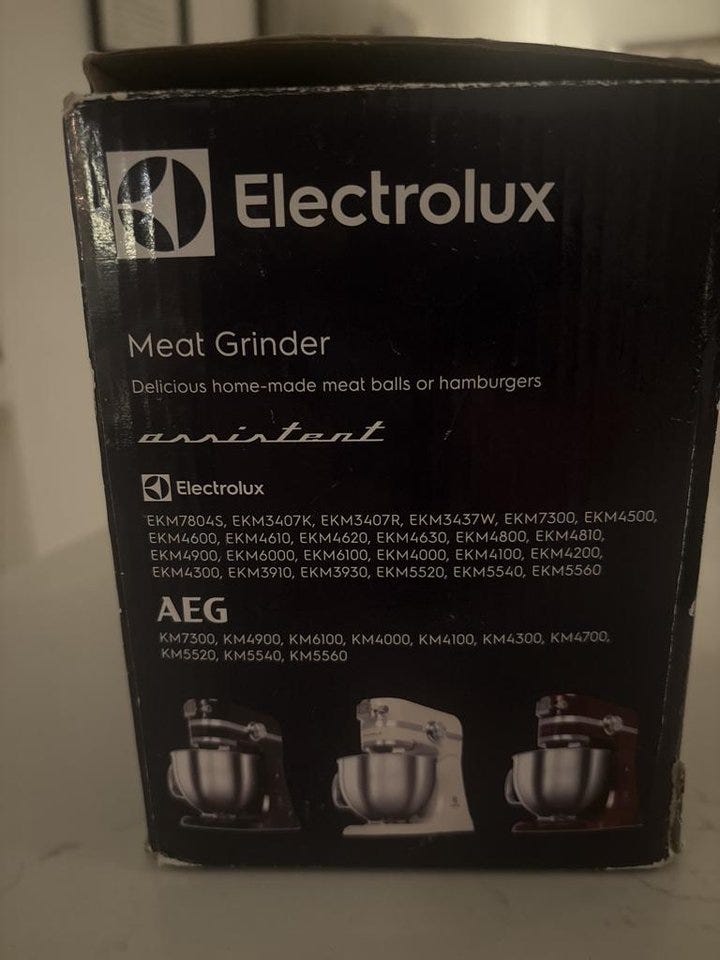 Electrolux
Meat Grinder
Delicious home-made meat balls or hamburgers
assistent
Electrolux
EKM7804S, EKM3407K, EKM3407R, EKM3437W, EKM7300, EKM4500,
EKM4600, EKM4610, EKM4620, EKM4630, EKM4800, EKM4810,
EKM4900, EKM6000, EKM6100, EKM4000, EKM4100, EKM4200,
EKM4300, EKM3910, EKM3930, EKM5520, EKM5540, EKM5560
AEG
KM7300, KM4900, KM6100, KM4000, KM4100, KM4300, KM4700,
KM5520, KM5540, KM5560